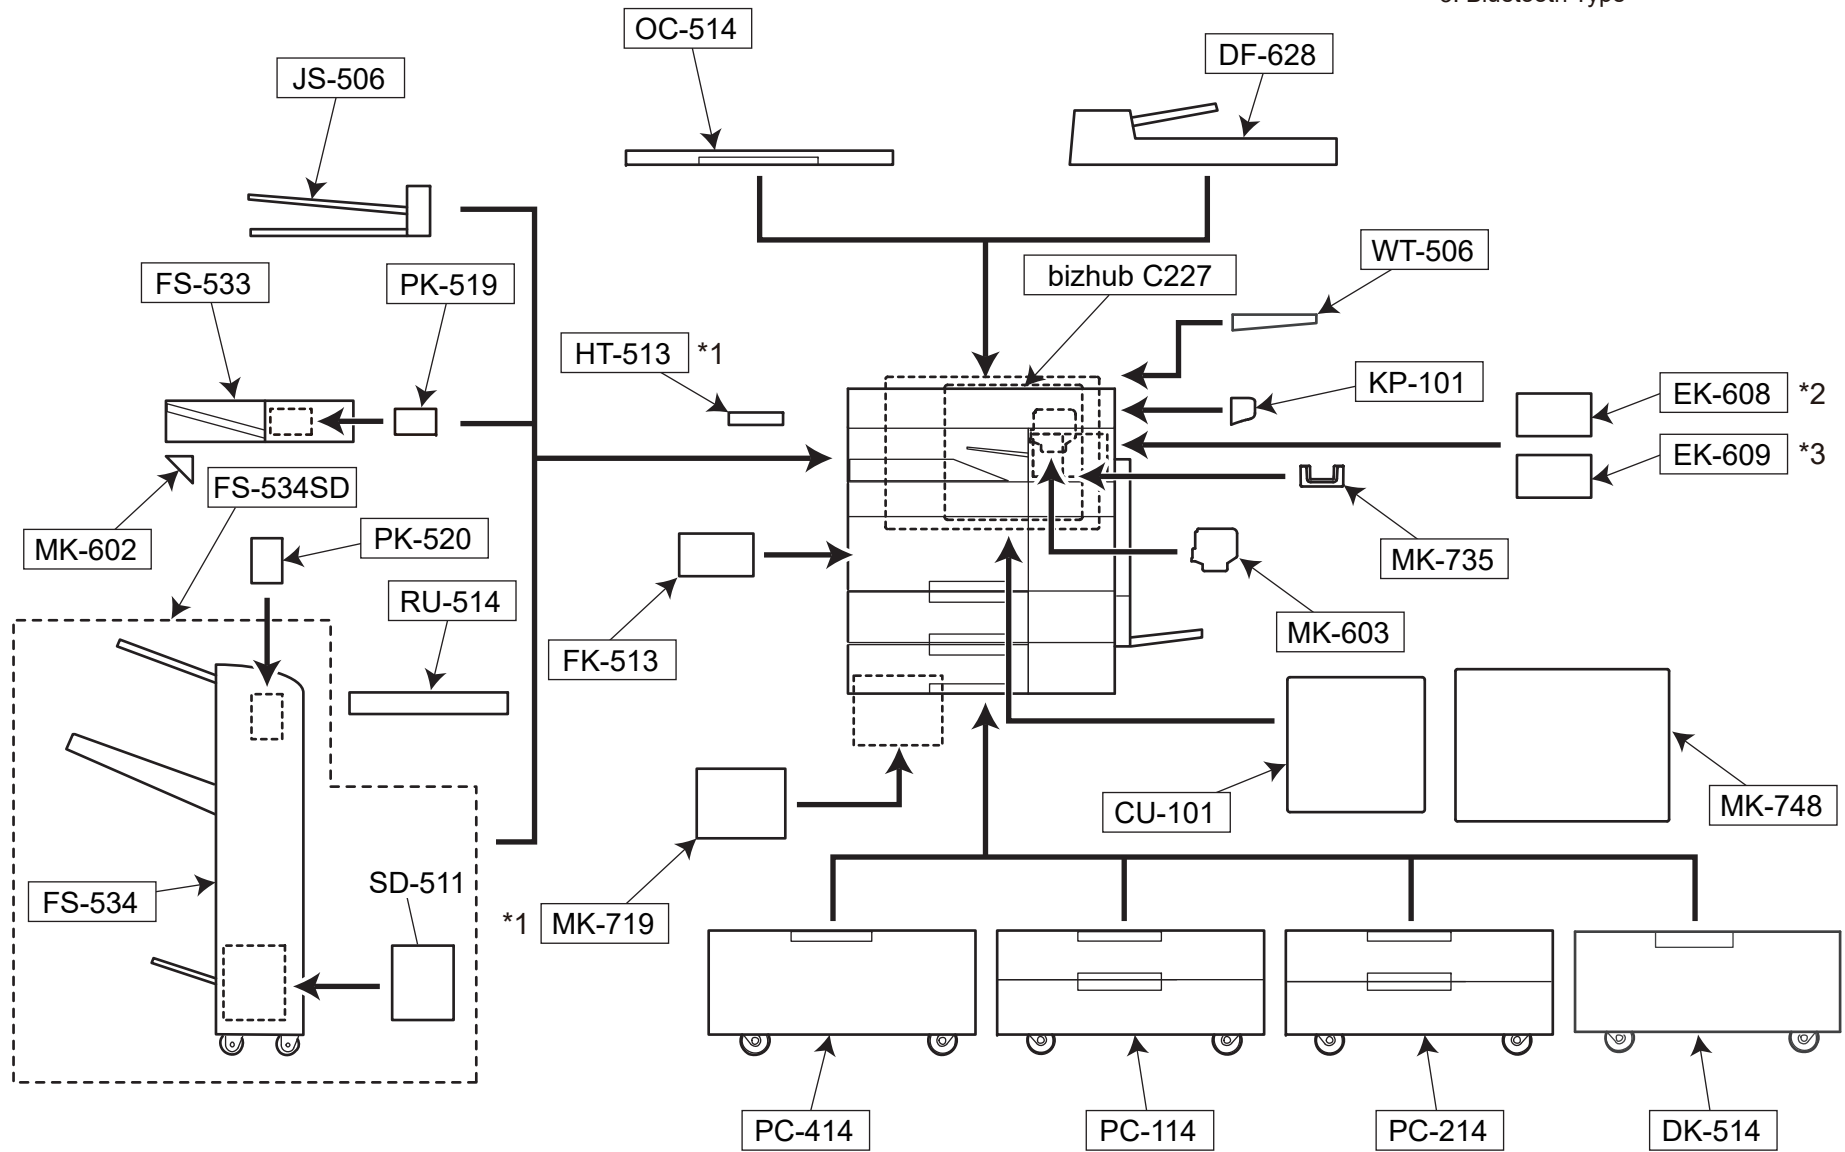 3: Bluetooth Type
OC-514
DF-628
JS-506
WT-506
FS-533
PK-519
bizhub C227
HT-513 *1
KP-101
EK-608 *2
EK-609 *3
FS-534SD
MK-602
PK-520
MK-735
RU-514
MK-603
FK-513
CU-101
MK-748
FS-534
SD-511
*1 MK-719
PC-414
PC-114
PC-214
DK-514